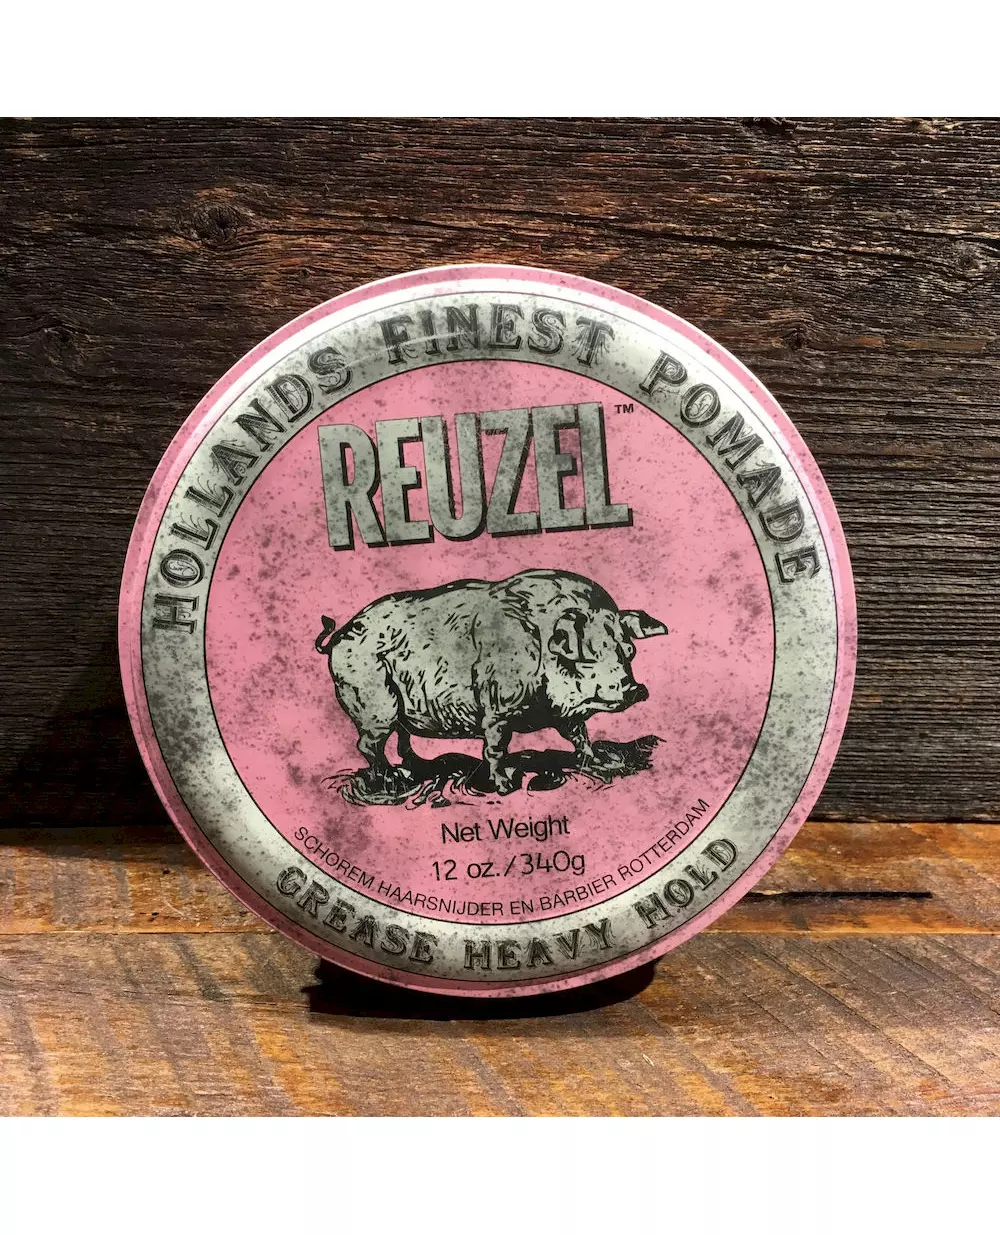 HOLLANDS FINEST POMADE
REUZEL™
Net Weight
12 oz./340g
SCHOREM HAARSNIJDER EN BARBIER ROTTERDAM
GREASE HEAVY HOLD